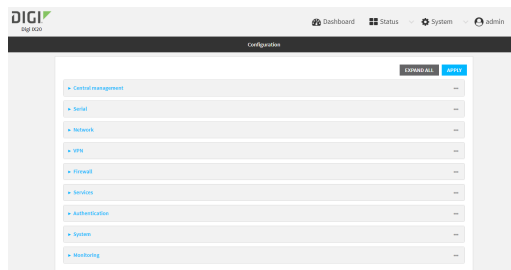 DIGI
Digi IX20
Dashboard Status System admin
Configuration
EXPAND ALL APPLY
Central management
Serial
Network
VPN
Firewall
Services
Authentication
System
Monitoring